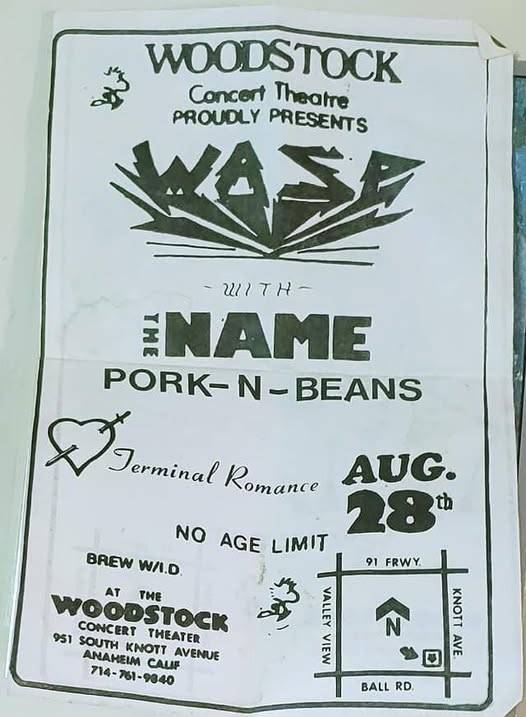 WOODSTOCK
Concert Theatre
PROUDLY PRESENTS
WASP
~ WITH ~
THE NAME
PORK-N-BEANS
Terminal Romance
AUG.
28th
NO AGE LIMIT
BREW W/I.D.
AT THE
WOODSTOCK
CONCERT THEATER
951 SOUTH KNOTT AVENUE
ANAHEIM CALIF
714-761-9840
91 FRWY.
VALLEY VIEW
N
KNOTT AVE.
BALL RD.